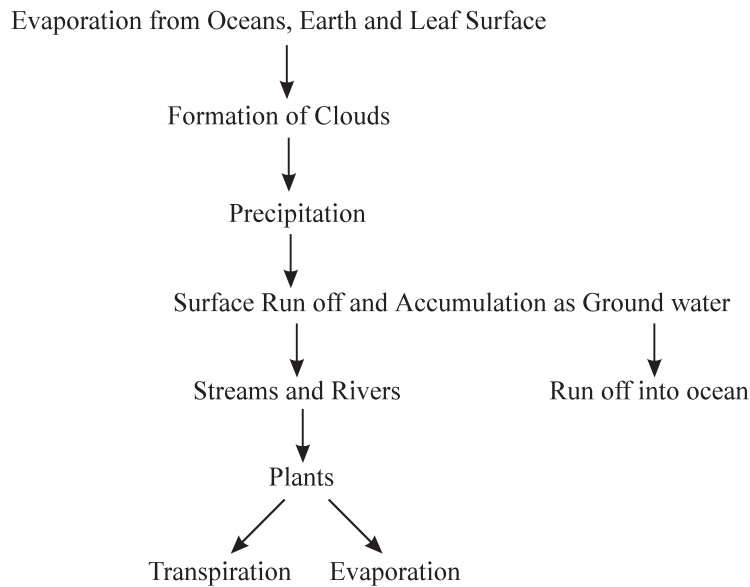 Evaporation from Oceans, Earth and Leaf Surface
Formation of Clouds
Precipitation
Surface Run off and Accumulation as Ground water
Streams and Rivers
Run off into ocean
Plants
Transpiration
Evaporation